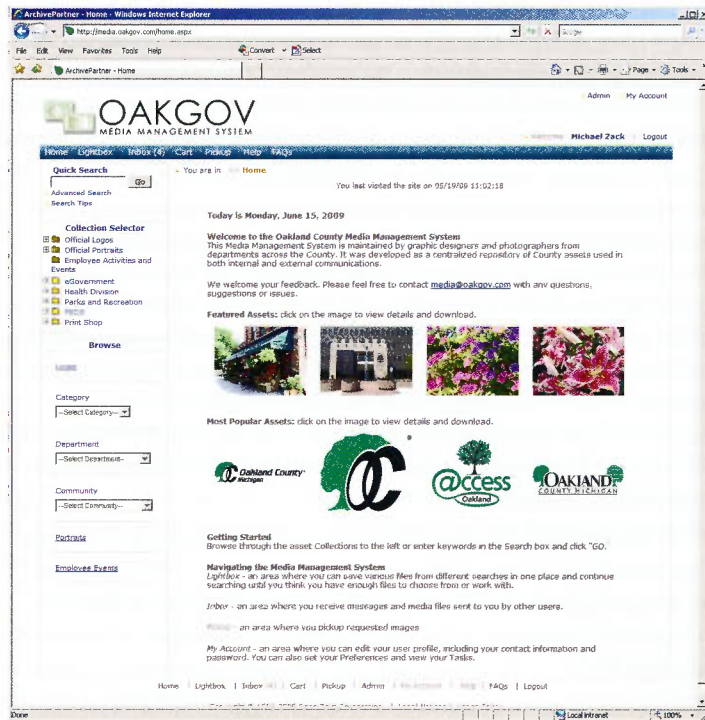 ArchivePartner - Home - Windows Internet Explorer
http://media.oakgov.com/home.aspx
File Edit View Favorites Tools Help
Convert Select
ArchivePartner - Home
Page Tools
Admin My Account
OAKGOV
MEDIA MANAGEMENT SYSTEM
Michael Zack Logout
Home Lightbox Inbox (4) Cart Pickup Help FAQs
Quick Search
Go
Advanced Search
Search Tips
Collection Selector
Official Logos
Official Portraits
Employee Activities and
Events
eGovernment
Health Division
Parks and Recreation
Print Shop
Browse
Category
--Select Category--
Department
--Select Department--
Community
--Select Community--
Portraits
Employee Events
You are in Home
You last visited the site on 05/19/09 11:02:18
Today is Monday, June 15, 2009
Welcome to the Oakland County Media Management System
This Media Management System is maintained by graphic designers and photographers from
departments across the County. It was developed as a centralized repository of County assets used in
both internal and external communications.
We welcome your feedback. Please feel free to contact media@oakgov.com with any questions,
suggestions or issues.
Featured Assets: click on the image to view details and download.
Most Popular Assets: click on the image to view details and download.
Oakland County
Michigan
OC
®
@ccess
Oakland
OAKLAND
COUNTY MICHIGAN
Getting Started
Browse through the asset Collections to the left or enter keywords in the Search box and click "GO.
Navigating the Media Management System
Lightbox - an area where you can save various files from different searches in one place and continue
searching until you think you have enough files to choose from or work with.
Inbox - an area where you receive messages and media files sent to you by other users.
- an area where you pickup requested images
My Account - an area where you can edit your user profile, including your contact information and
password. You can also set your Preferences and view your Tasks.
Home | Lightbox | Inbox | Cart | Pickup | Admin | FAQs | Logout
Done
Local intranet
100%